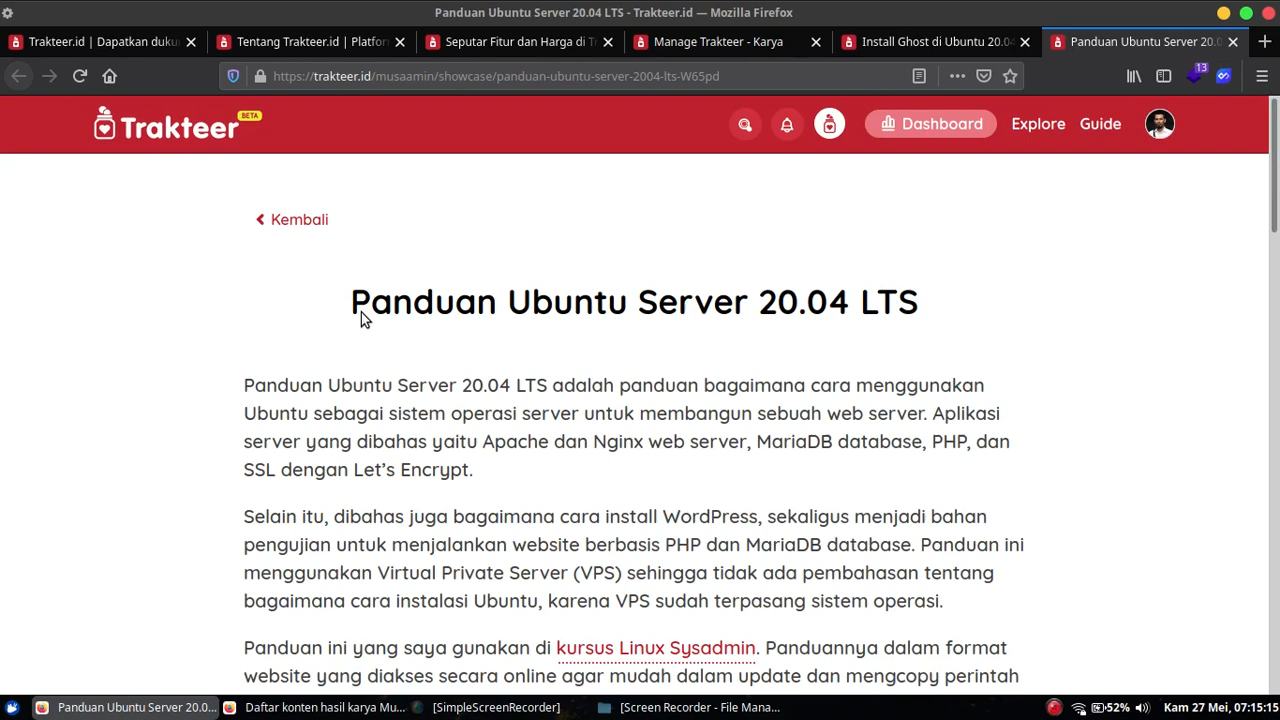 Panduan Ubuntu Server 20.04 LTS - Trakteer.id — Mozilla Firefox
Trakteer.id | Dapatkan duku
Tentang Trakteer.id | Platfor
Seputar Fitur dan Harga di T
Manage Trakteer - Karya
Install Ghost di Ubuntu 20.04
Panduan Ubuntu Server 20.0
https://trakteer.id/musaamin/showcase/panduan-ubuntu-server-2004-lts-W65pd
13
Trakteer
BETA
Dashboard
Explore
Guide
Kembali
Panduan Ubuntu Server 20.04 LTS
Panduan Ubuntu Server 20.04 LTS adalah panduan bagaimana cara menggunakan
Ubuntu sebagai sistem operasi server untuk membangun sebuah web server. Aplikasi
server yang dibahas yaitu Apache dan Nginx web server, MariaDB database, PHP, dan
SSL dengan Let’s Encrypt.
Selain itu, dibahas juga bagaimana cara install WordPress, sekaligus menjadi bahan
pengujian untuk menjalankan website berbasis PHP dan MariaDB database. Panduan ini
menggunakan Virtual Private Server (VPS) sehingga tidak ada pembahasan tentang
bagaimana cara instalasi Ubuntu, karena VPS sudah terpasang sistem operasi.
Panduan ini yang saya gunakan di kursus Linux Sysadmin. Panduannya dalam format
website yang diakses secara online agar mudah dalam update dan mengcopy perintah
Panduan Ubuntu Server 20.0...
Daftar konten hasil karya Mu...
[SimpleScreenRecorder]
[Screen Recorder - File Mana...
52%
Kam 27 Mei, 07:15:15